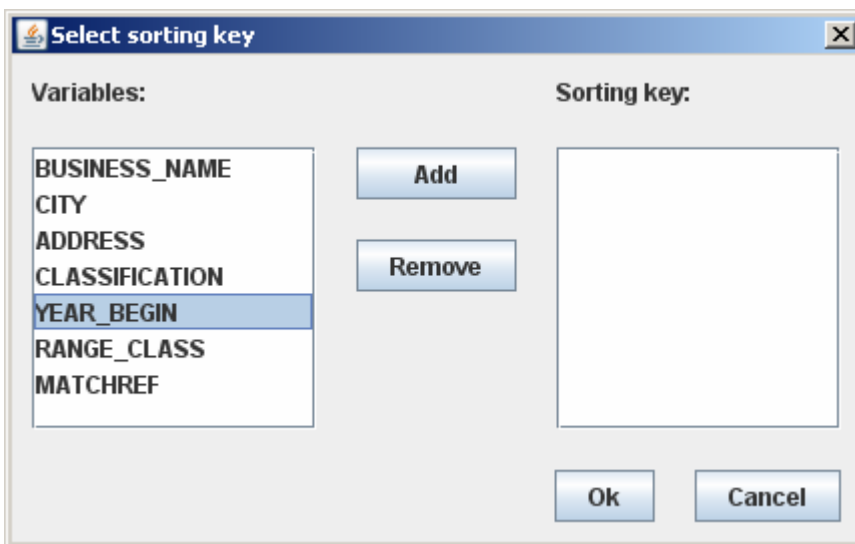 Select sorting key
Variables:
Sorting key:
BUSINESS_NAME
CITY
ADDRESS
CLASSIFICATION
YEAR_BEGIN
RANGE_CLASS
MATCHREF
Add
Remove
Ok
Cancel